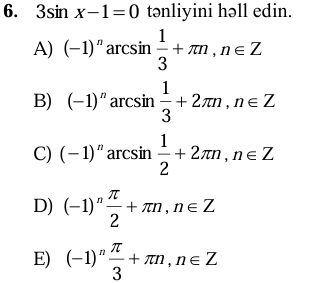 6. 3sin x−1=0 tənliyini həll edin.
A) (−1)ⁿ arcsin 1/3 + πn, n ∈ Z
B) (−1)ⁿ arcsin 1/3 + 2πn, n ∈ Z
C) (−1)ⁿ arcsin 1/2 + 2πn, n ∈ Z
D) (−1)ⁿ π/2 + πn, n ∈ Z
E) (−1)ⁿ π/3 + πn, n ∈ Z